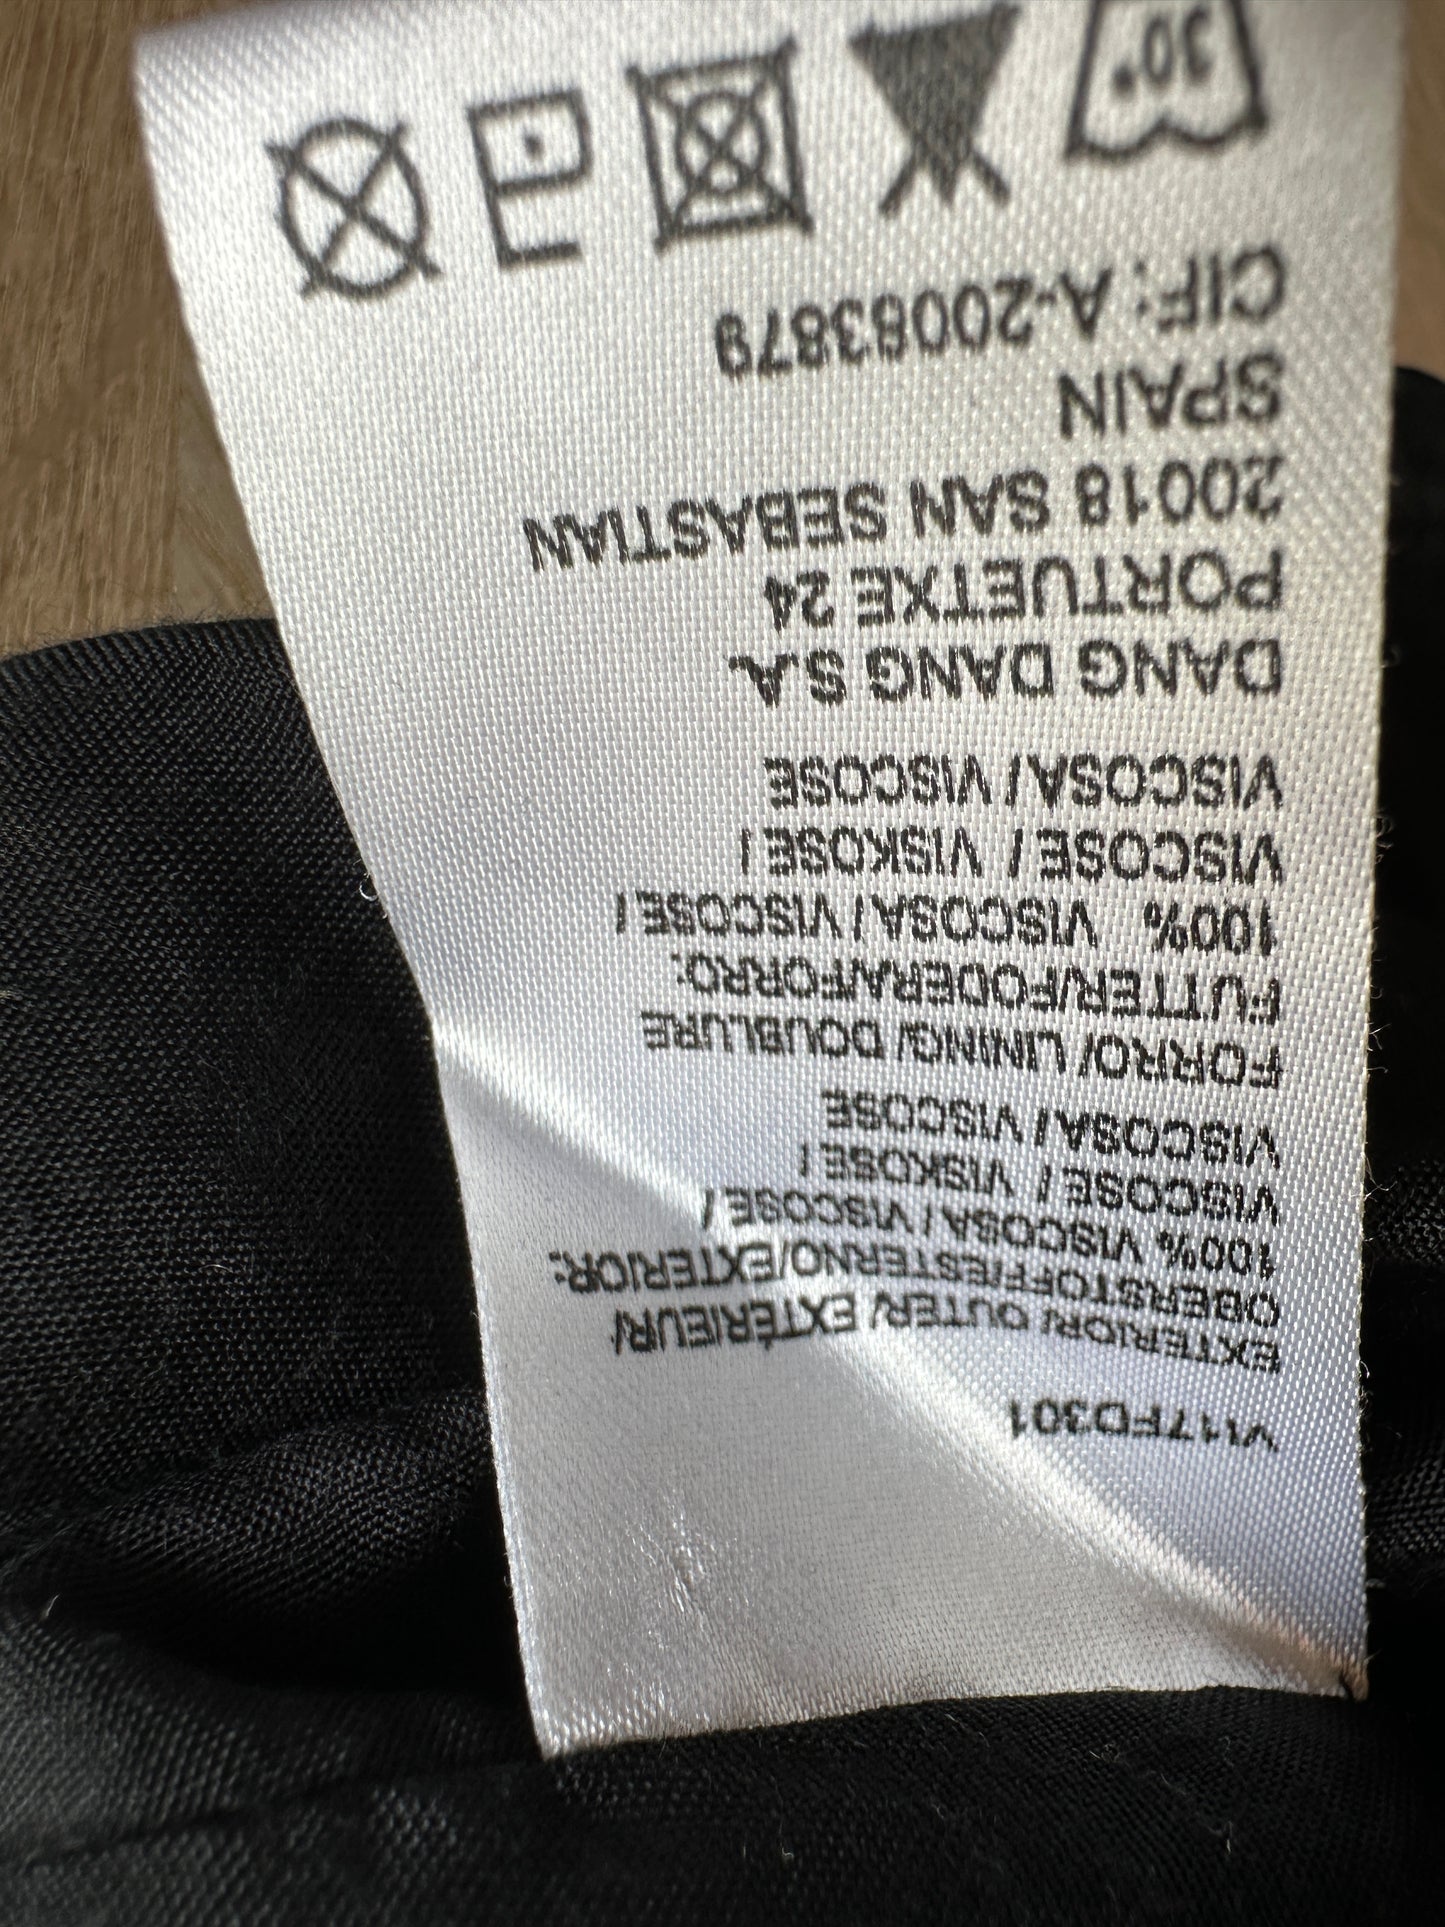 VI17FD301
EXTERIOR/ OUTER/ EXTÉRIEUR/
OBERSTOFF/ESTERNO/EXTERIOR:
100% VISCOSA / VISCOSE /
VISCOSE / VISKOSE /
VISCOSA / VISCOSE
FORRO/ LINING/ DOUBLURE
FUTTER/FODERA/FORRO:
100% VISCOSA / VISCOSE /
VISCOSE / VISKOSE /
VISCOSA / VISCOSE
DANG DANG S.A.
PORTUETXE 24
20018 SAN SEBASTIAN
SPAIN
CIF: A-20083879
30°